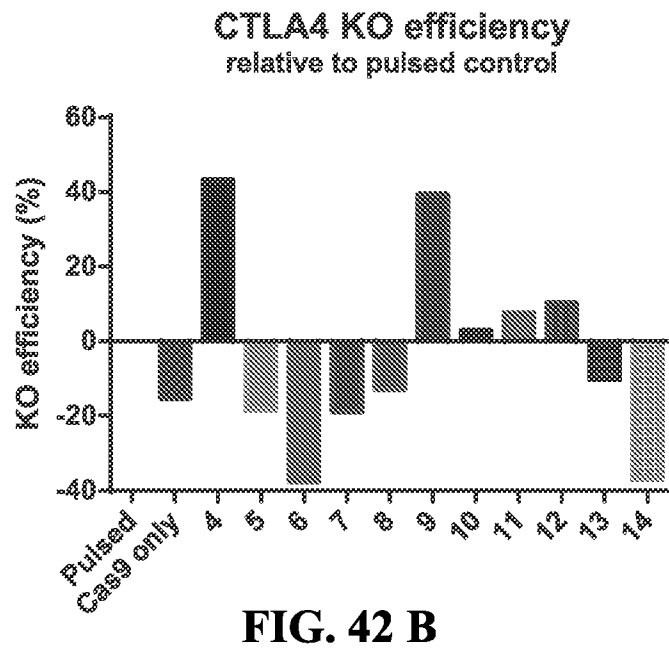 CTLA4 KO efficiency
relative to pulsed control
KO efficiency (%)
60
40
20
0
-20
-40
Pulsed
Cas9 only
4
5
6
7
8
9
10
11
12
13
14
FIG. 42 B